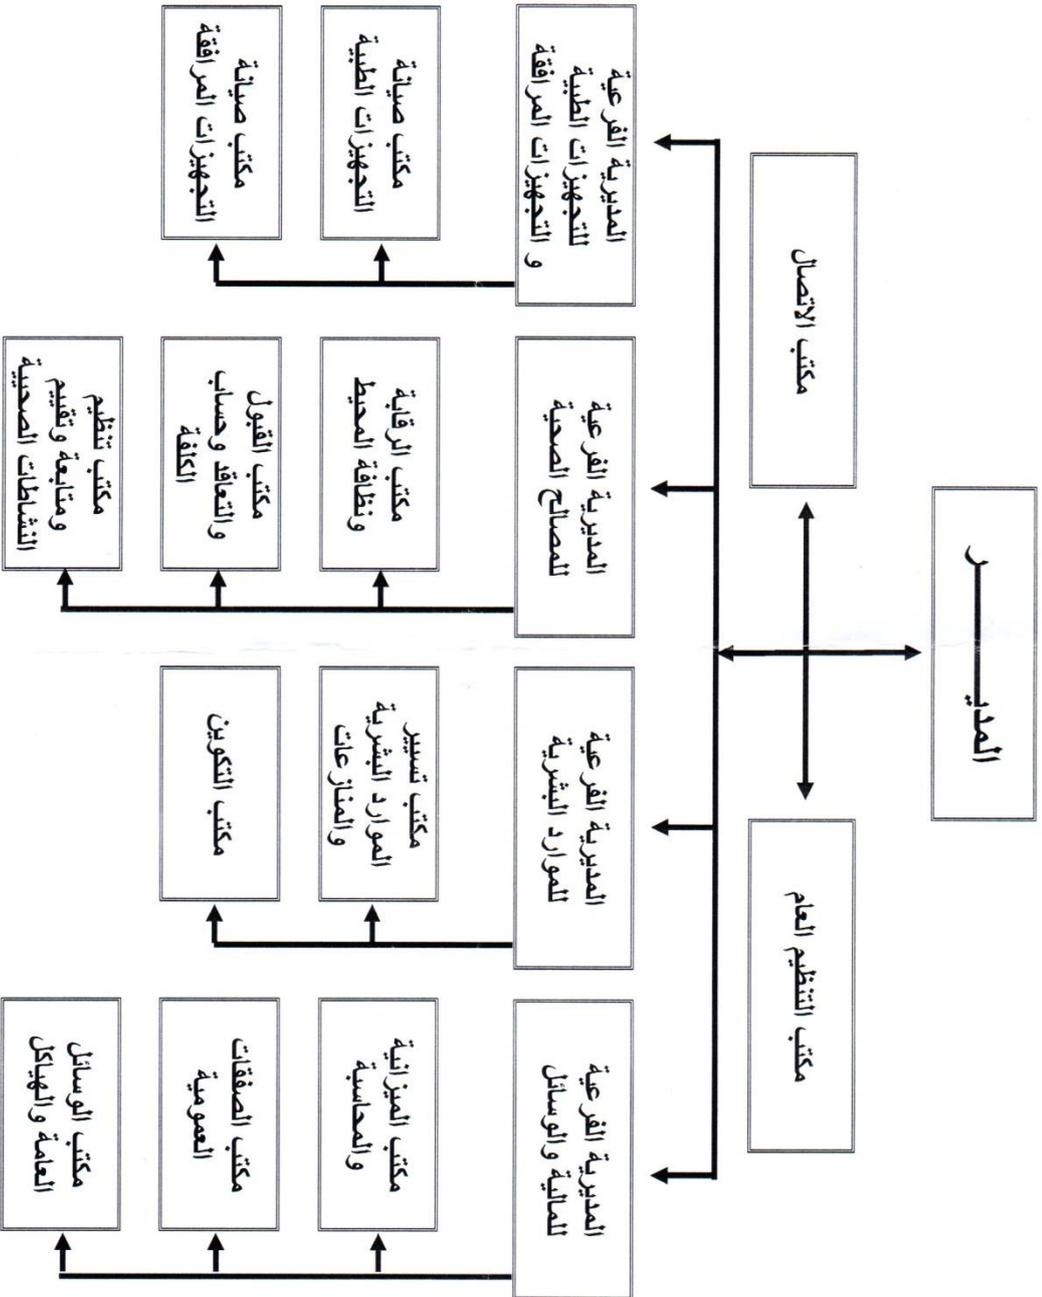 المديـــــــــر
مكتب التنظيم العام
مكتب الاتصال
المديرية الفرعية
للمالية والوسائل
المديرية الفرعية
للموارد البشرية
المديرية الفرعية
للمصالح الصحية
المديرية الفرعية
للتجهيزات الطبية
و التجهيزات المرافقة
مكتب الميزانية
والمحاسبة
مكتب تسيير
الموارد البشرية
والمنازعات
مكتب الرقابة
ونظافة المحيط
مكتب صيانة
التجهيزات الطبية
مكتب الصفقات
العمومية
مكتب التكوين
مكتب القبول
والتعاقد وحساب
الكلفة
مكتب صيانة
التجهيزات المرافقة
مكتب الوسائل
العامة والهياكل
مكتب تنظيم
ومتابعة وتقييم
النشاطات الصحيية